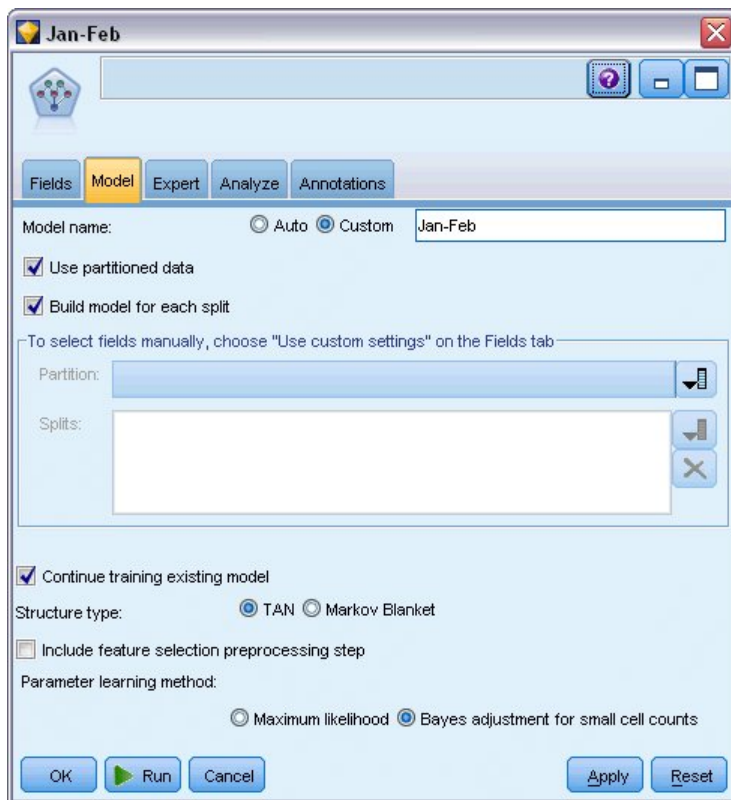 Jan-Feb
Fields Model Expert Analyze Annotations
Model name: Auto Custom Jan-Feb
Use partitioned data
Build model for each split
To select fields manually, choose "Use custom settings" on the Fields tab
Partition:
Splits:
Continue training existing model
Structure type: TAN Markov Blanket
Include feature selection preprocessing step
Parameter learning method:
Maximum likelihood Bayes adjustment for small cell counts
OK Run Cancel Apply Reset